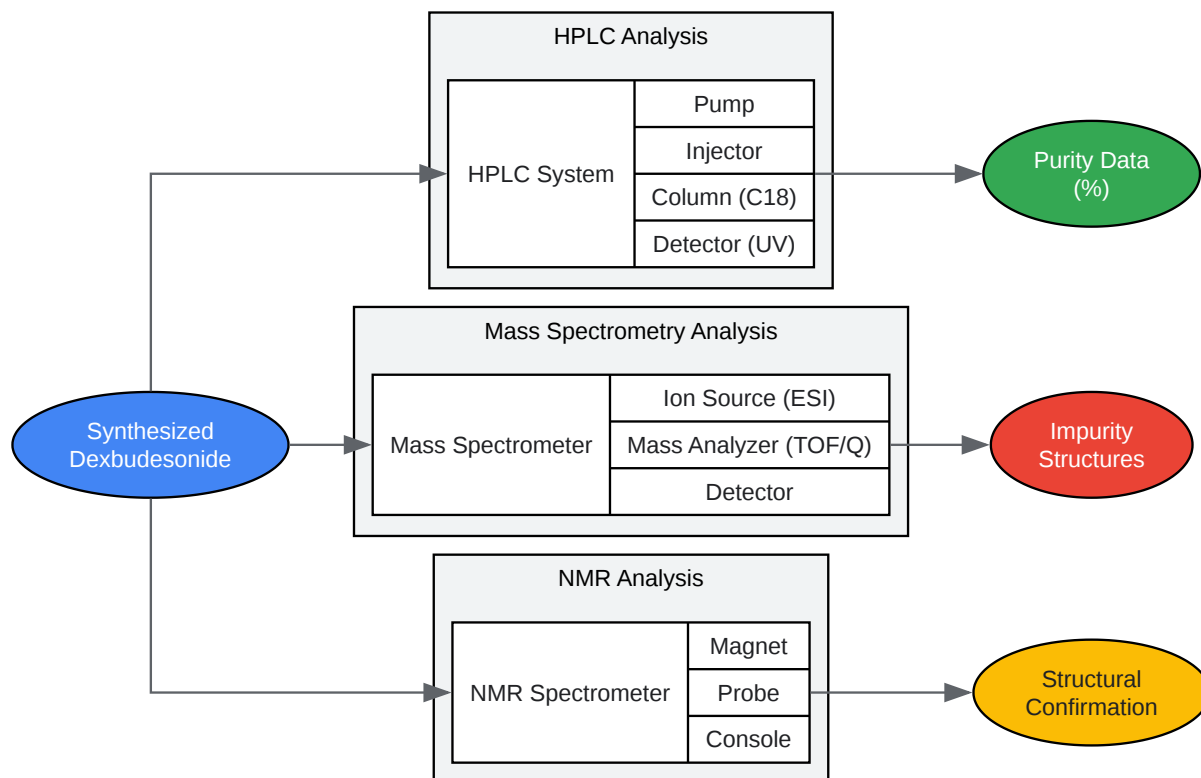 HPLC Analysis
HPLC System
Pump
Injector
Column (C18)
Detector (UV)
Purity Data
(%)
Mass Spectrometry Analysis
Synthesized
Dexbudesonide
Mass Spectrometer
Ion Source (ESI)
Mass Analyzer (TOF/Q)
Detector
Impurity
Structures
NMR Analysis
NMR Spectrometer
Magnet
Probe
Console
Structural
Confirmation